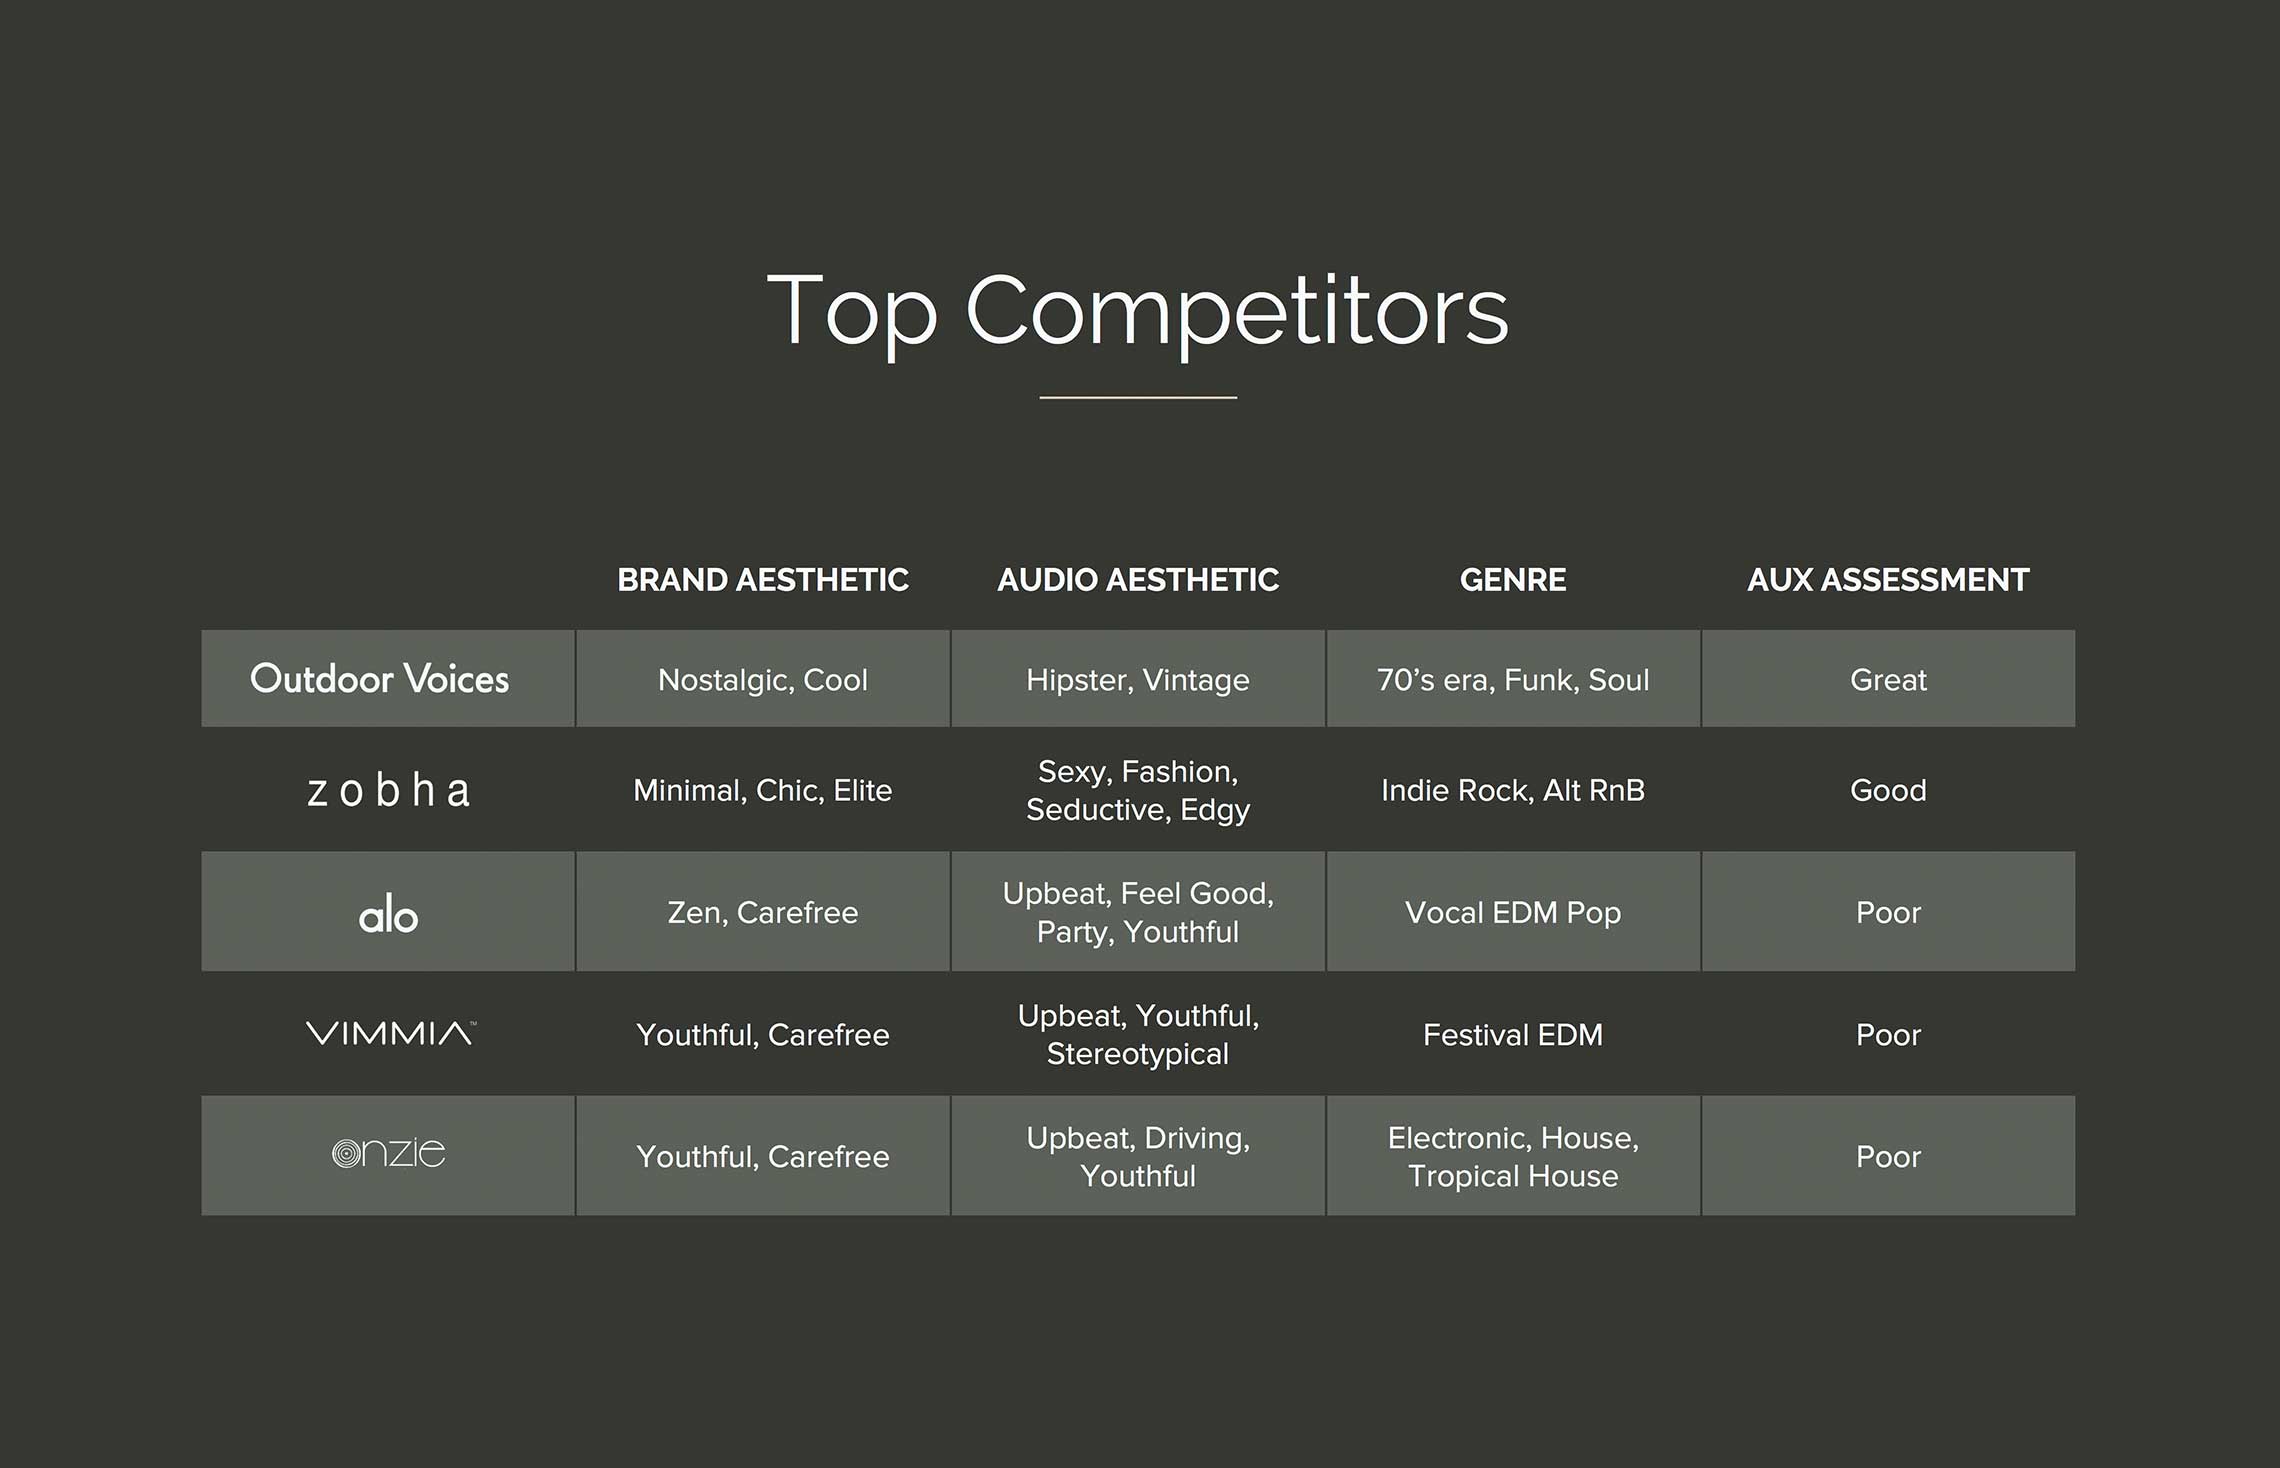 Top Competitors
BRAND AESTHETIC AUDIO AESTHETIC GENRE AUX ASSESSMENT
Outdoor Voices Nostalgic, Cool Hipster, Vintage 70's era, Funk, Soul Great
zobha Minimal, Chic, Elite Sexy, Fashion, Seductive, Edgy Indie Rock, Alt RnB Good
alo Zen, Carefree Upbeat, Feel Good, Party, Youthful Vocal EDM Pop Poor
VIMMIA™ Youthful, Carefree Upbeat, Youthful, Stereotypical Festival EDM Poor
onzie Youthful, Carefree Upbeat, Driving, Youthful Electronic, House, Tropical House Poor